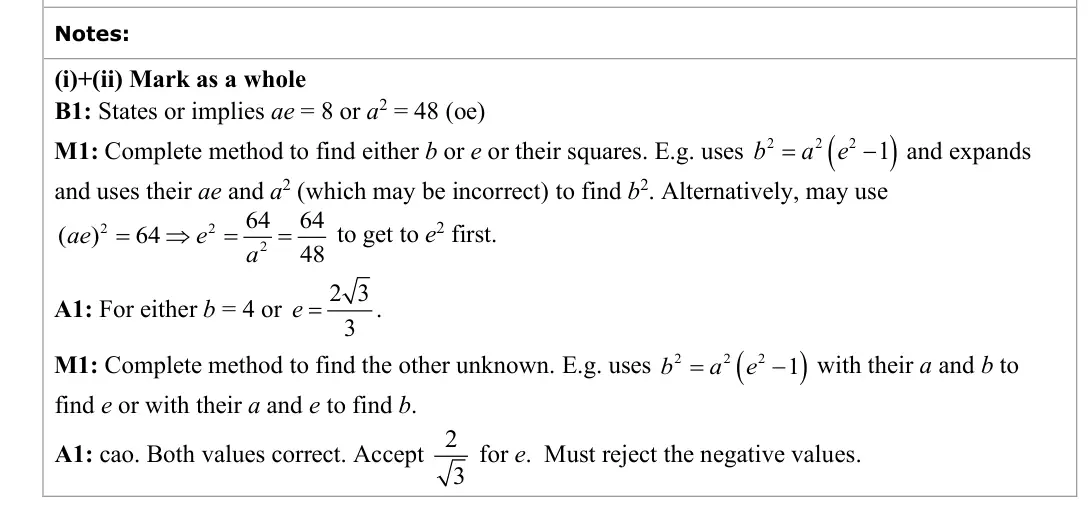 Notes:
(i)+(ii) Mark as a whole
B1: States or implies ae = 8 or a² = 48 (oe)
M1: Complete method to find either b or e or their squares. E.g. uses b² = a²(e² −1) and expands
and uses their ae and a² (which may be incorrect) to find b². Alternatively, may use
(ae)² = 64 ⇒ e² = 64/a² = 64/48 to get to e² first.
A1: For either b = 4 or e = 2√3/3.
M1: Complete method to find the other unknown. E.g. uses b² = a²(e² −1) with their a and b to
find e or with their a and e to find b.
A1: cao. Both values correct. Accept 2/√3 for e. Must reject the negative values.